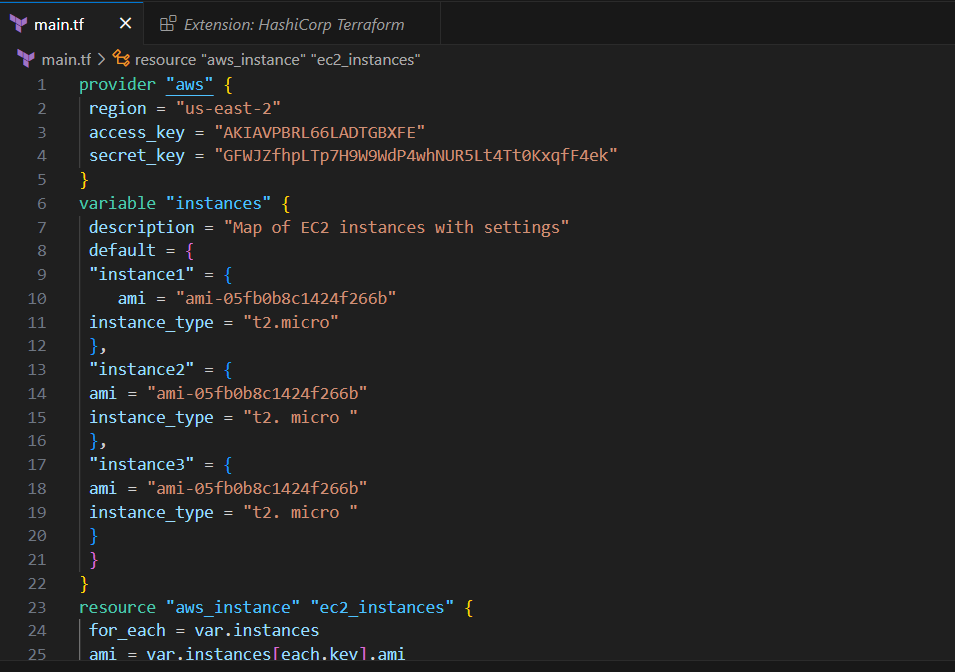 main.tf
Extension: HashiCorp Terraform
main.tf > resource "aws_instance" "ec2_instances"
1 provider "aws" {
2 region = "us-east-2"
3 access_key = "AKIAVPBRL66LADTGBXFE"
4 secret_key = "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"
5 }
6 variable "instances" {
7 description = "Map of EC2 instances with settings"
8 default = {
9 "instance1" = {
10 ami = "ami-05fb0b8c1424f266b"
11 instance_type = "t2.micro"
12 },
13 "instance2" = {
14 ami = "ami-05fb0b8c1424f266b"
15 instance_type = "t2. micro "
16 },
17 "instance3" = {
18 ami = "ami-05fb0b8c1424f266b"
19 instance_type = "t2. micro "
20 }
21 }
22 }
23 resource "aws_instance" "ec2_instances" {
24 for_each = var.instances
25 ami = var.instances[each.key].ami